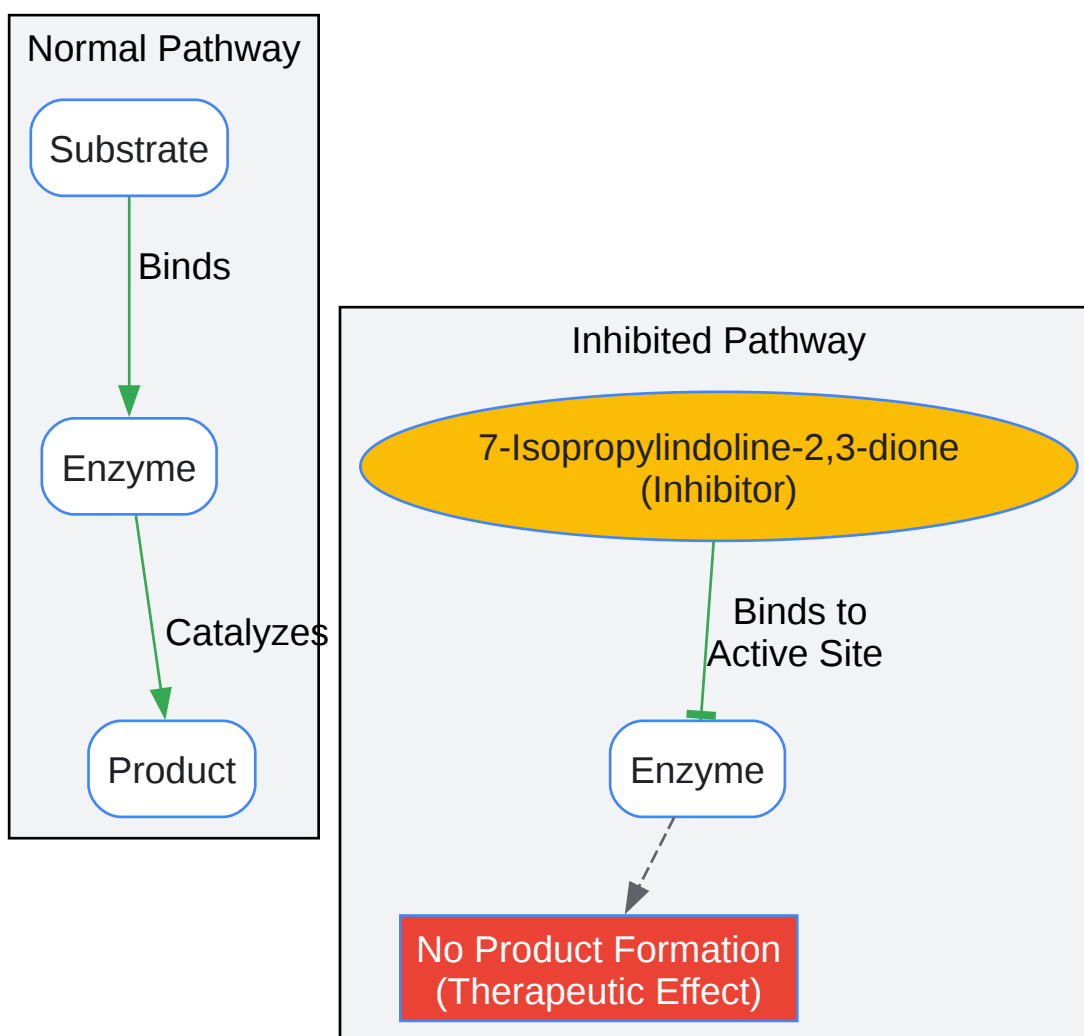 Normal Pathway
Substrate
Binds
Enzyme
Catalyzes
Product
Inhibited Pathway
7-Isopropylindoline-2,3-dione
(Inhibitor)
Binds to
Active Site
Enzyme
No Product Formation
(Therapeutic Effect)